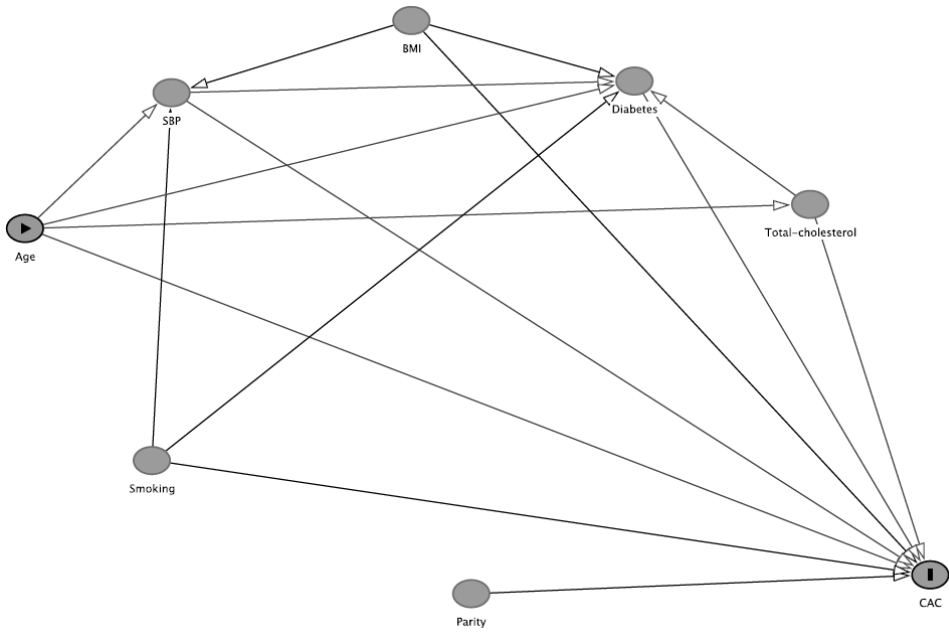 BMI
SBP
Diabetes
Total-cholesterol
Age
Smoking
CAC
Parity